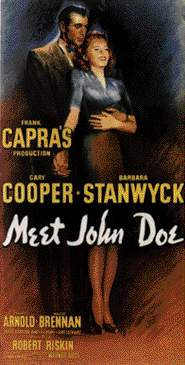 FRANK
CAPRA'S
PRODUCTION
GARY BARBARA
COOPER · STANWYCK
Meet John Doe
ARNOLD · BRENNAN
ROBERT RISKIN